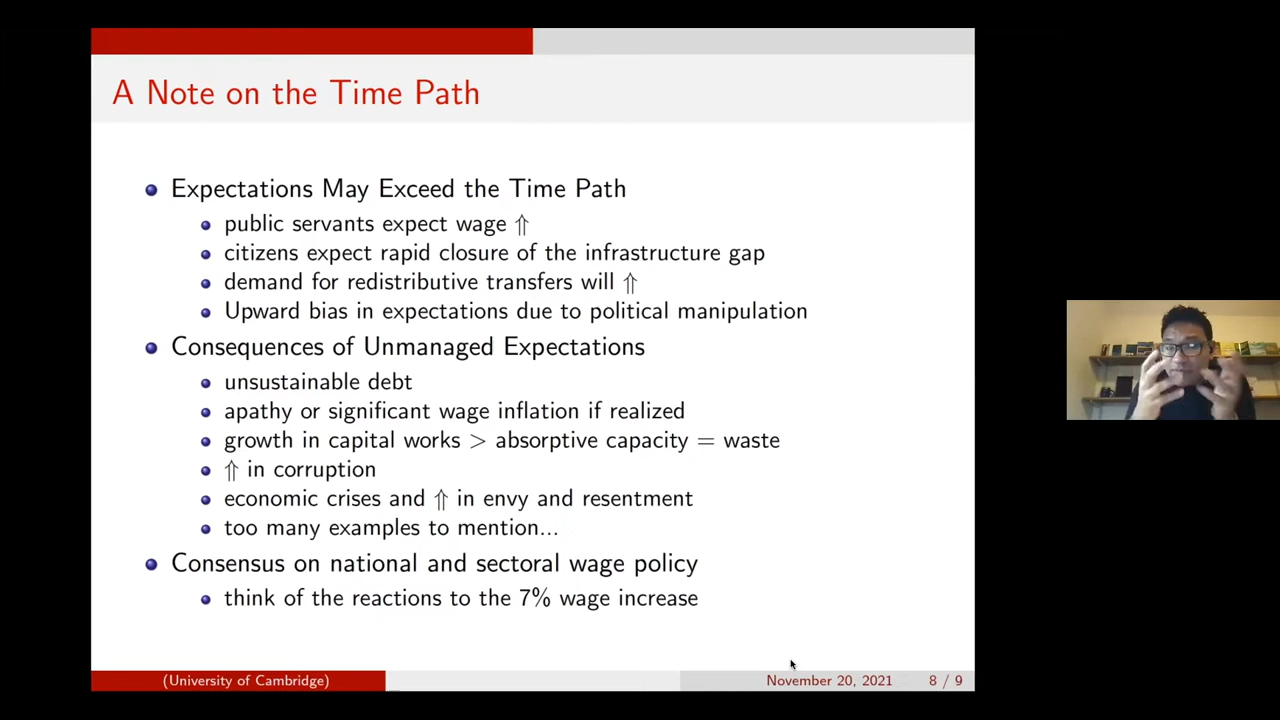 A Note on the Time Path
Expectations May Exceed the Time Path
public servants expect wage ⇑
citizens expect rapid closure of the infrastructure gap
demand for redistributive transfers will ⇑
Upward bias in expectations due to political manipulation
Consequences of Unmanaged Expectations
unsustainable debt
apathy or significant wage inflation if realized
growth in capital works > absorptive capacity = waste
⇑ in corruption
economic crises and ⇑ in envy and resentment
too many examples to mention...
Consensus on national and sectoral wage policy
think of the reactions to the 7% wage increase
(University of Cambridge) November 20, 2021 8 / 9